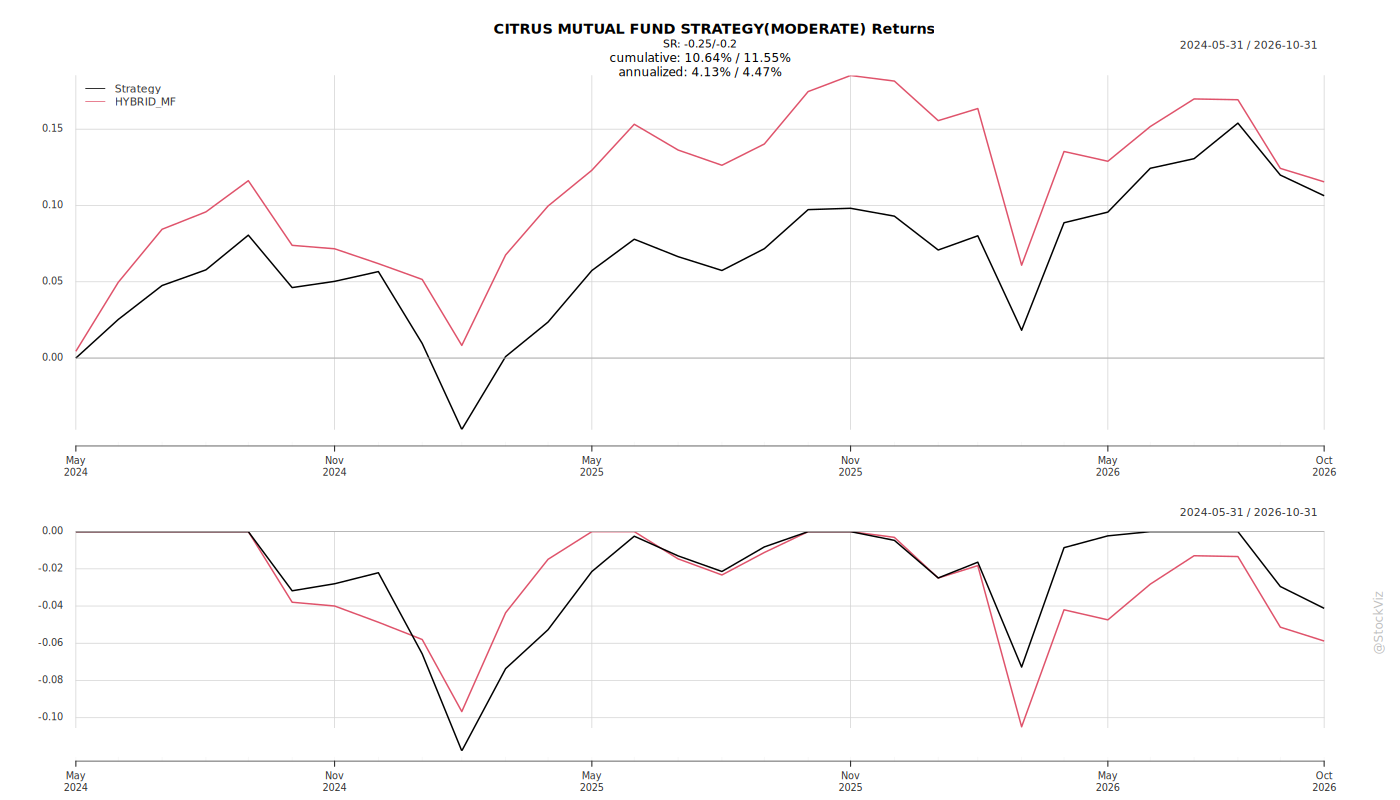 CITRUS MUTUAL FUND STRATEGY(MODERATE) Returns
SR: -0.25/-0.2
cumulative: 10.64% / 11.55%
annualized: 4.13% / 4.47%
2024-05-31 / 2026-10-31
Strategy
HYBRID_MF
0.15
0.10
0.05
0.00
May 2024
Nov 2024
May 2025
Nov 2025
May 2026
Oct 2026
2024-05-31 / 2026-10-31
0.00
-0.02
-0.04
-0.06
-0.08
-0.10
May 2024
Nov 2024
May 2025
Nov 2025
May 2026
Oct 2026
@StockViz